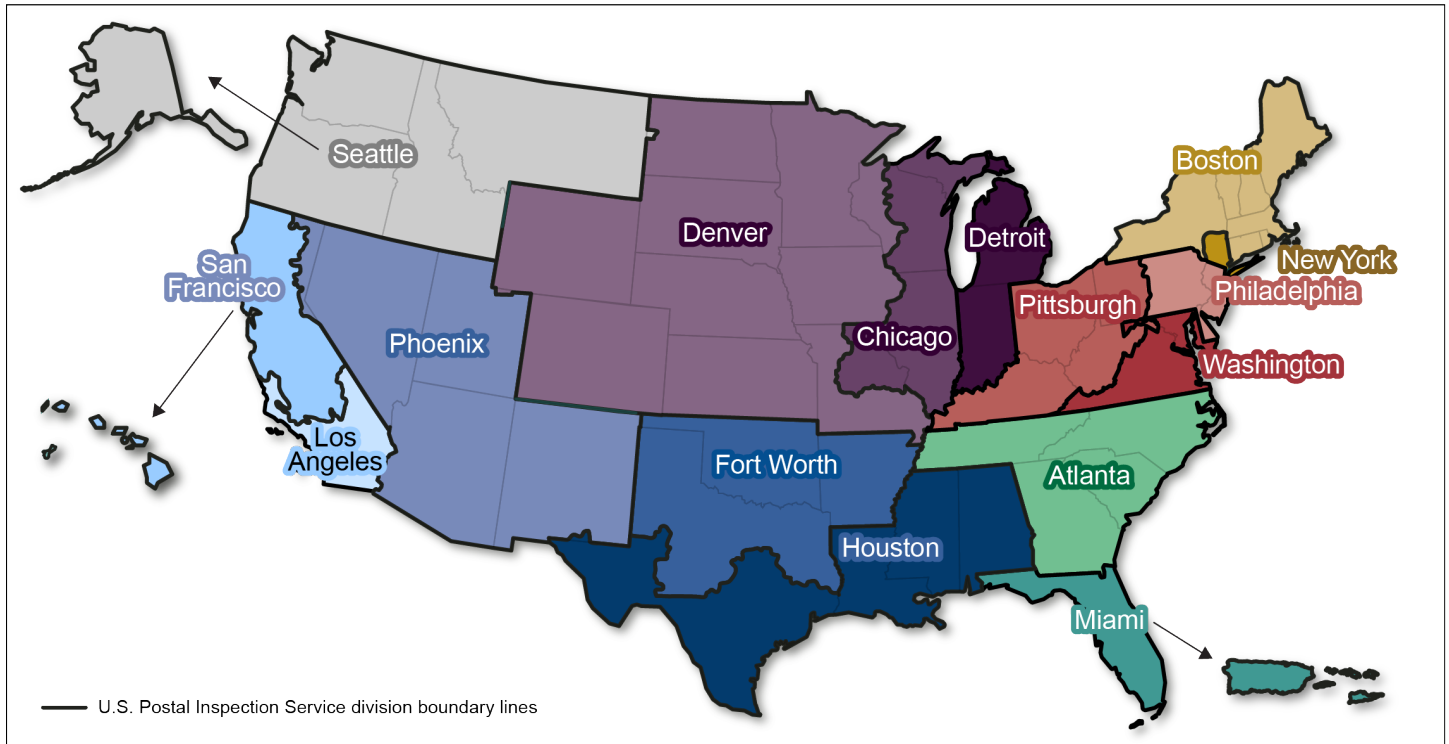 Boston
Seattle
Denver
Detroit
New York
San
Francisco
Philadelphia
Pittsburgh
Chicago
Phoenix
Washington
Los
Angeles
Fort Worth
Atlanta
Houston
Miami
U.S. Postal Inspection Service division boundary lines